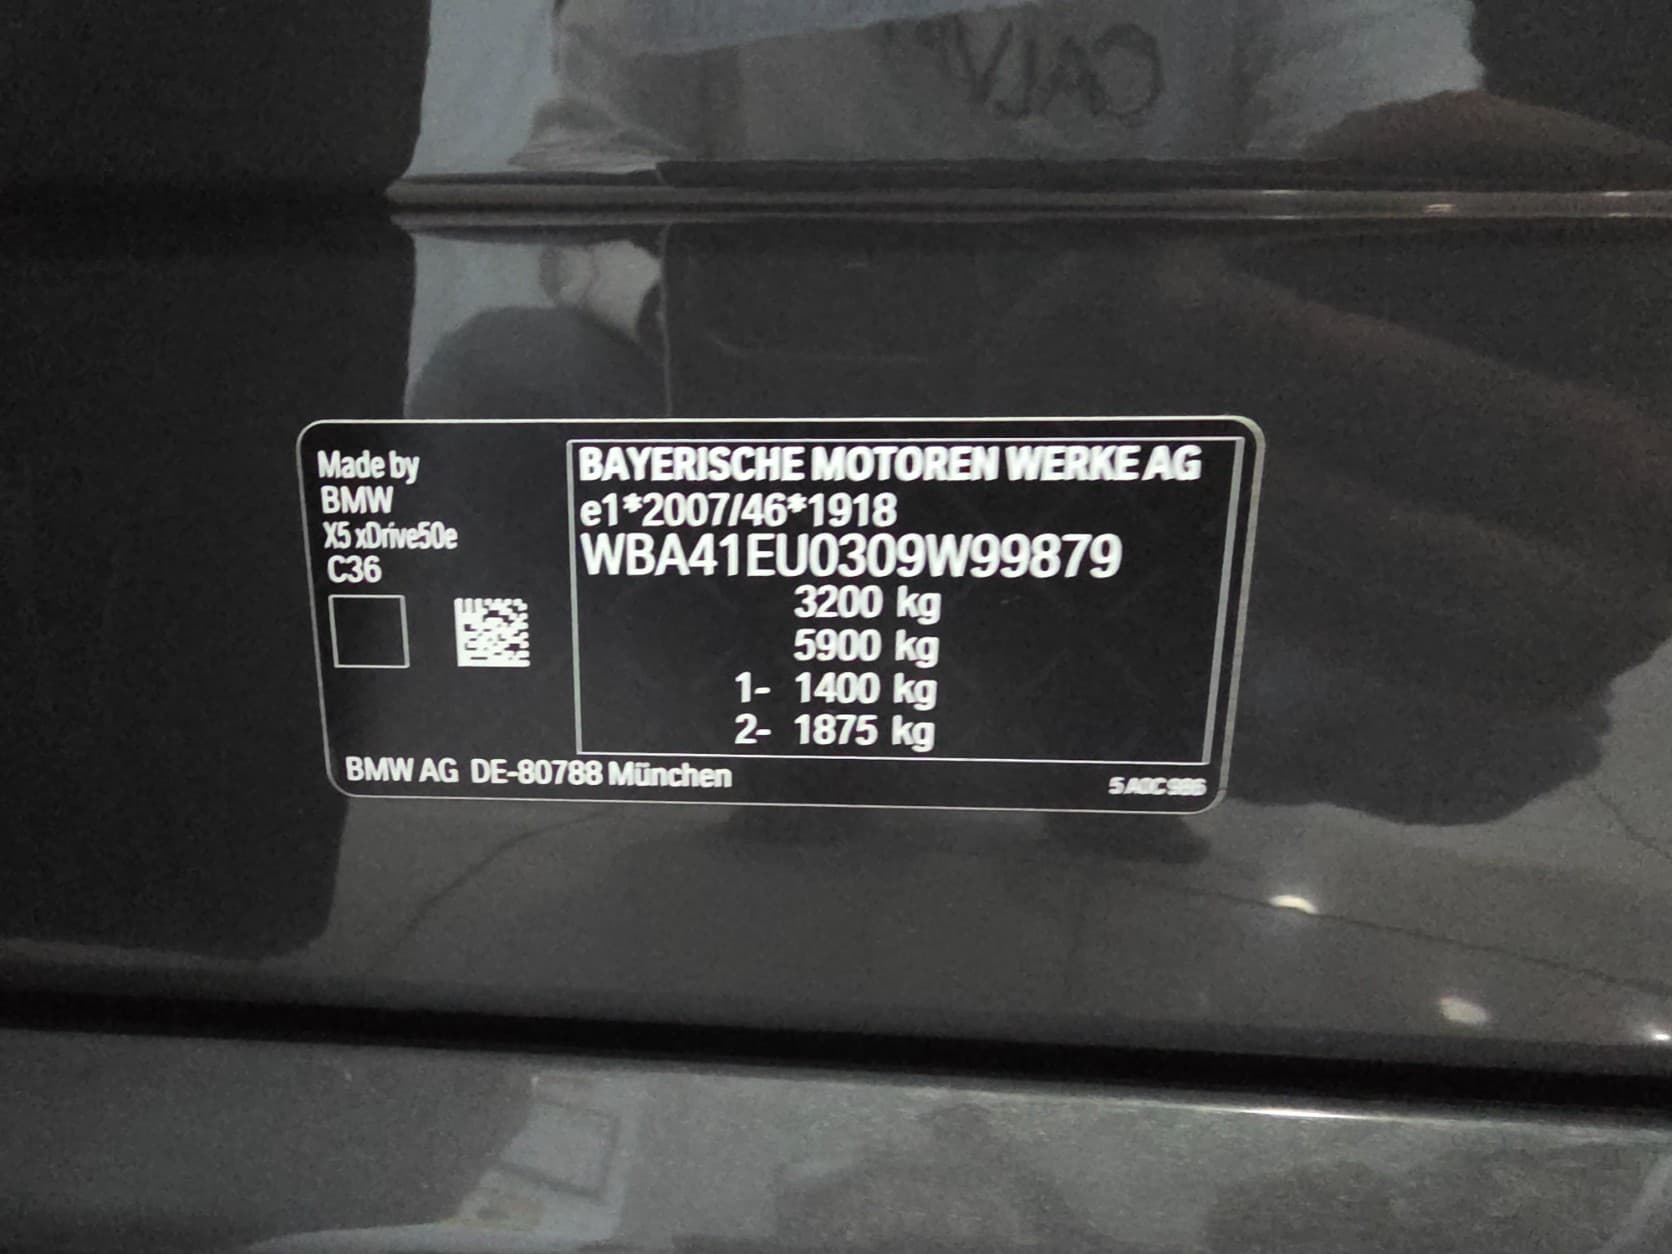 Made by
BMW
X5 xDrive50e
C36
BAYERISCHE MOTOREN WERKE AG
e1*2007/46*1918
WBA41EU0309W99879
3200 kg
5900 kg
1- 1400 kg
2- 1875 kg
BMW AG DE-80788 München